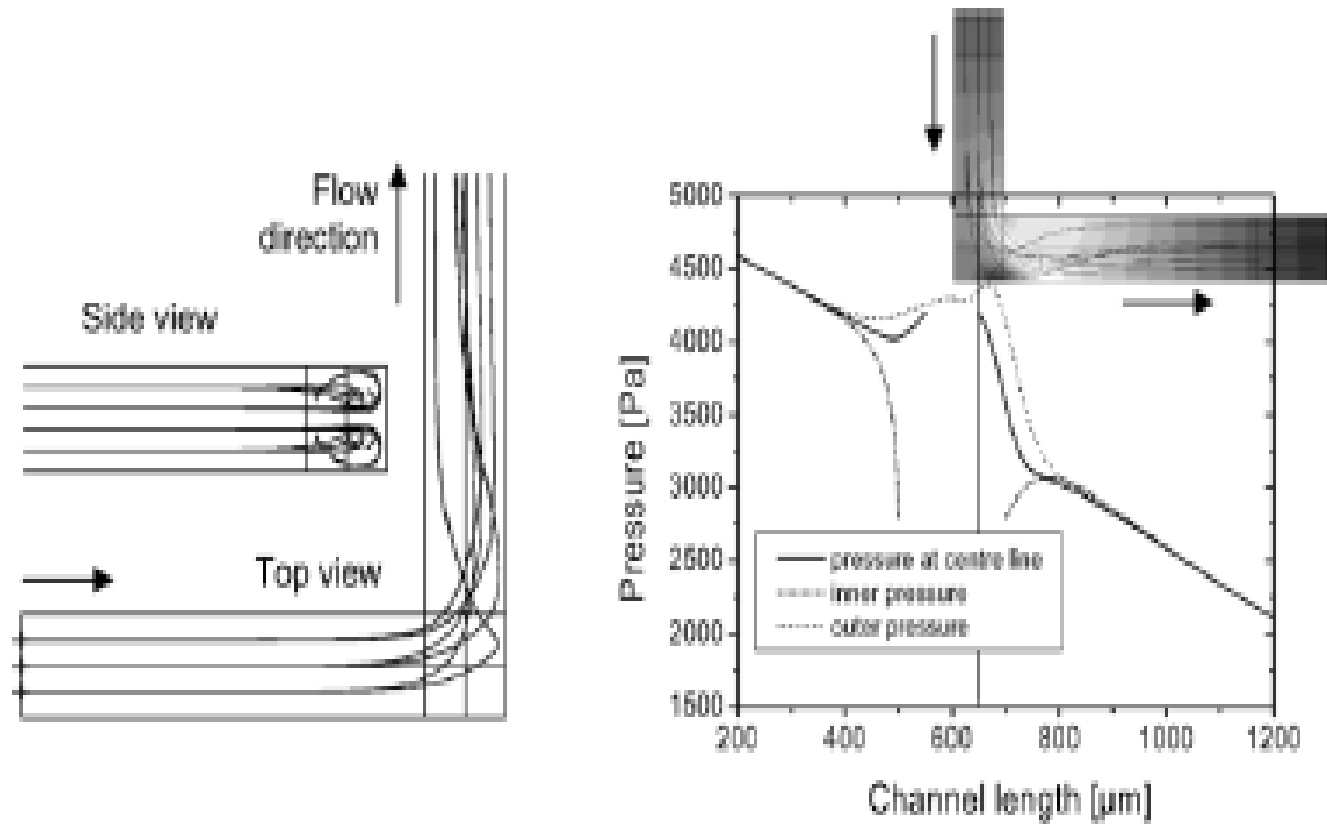 Flow
direction
Side view
Top view
Pressure [Pa]
5000
4500
4000
3500
3000
2500
2000
1500
pressure at centre line
inner pressure
outer pressure
200 400 600 800 1000 1200
Channel length [µm]